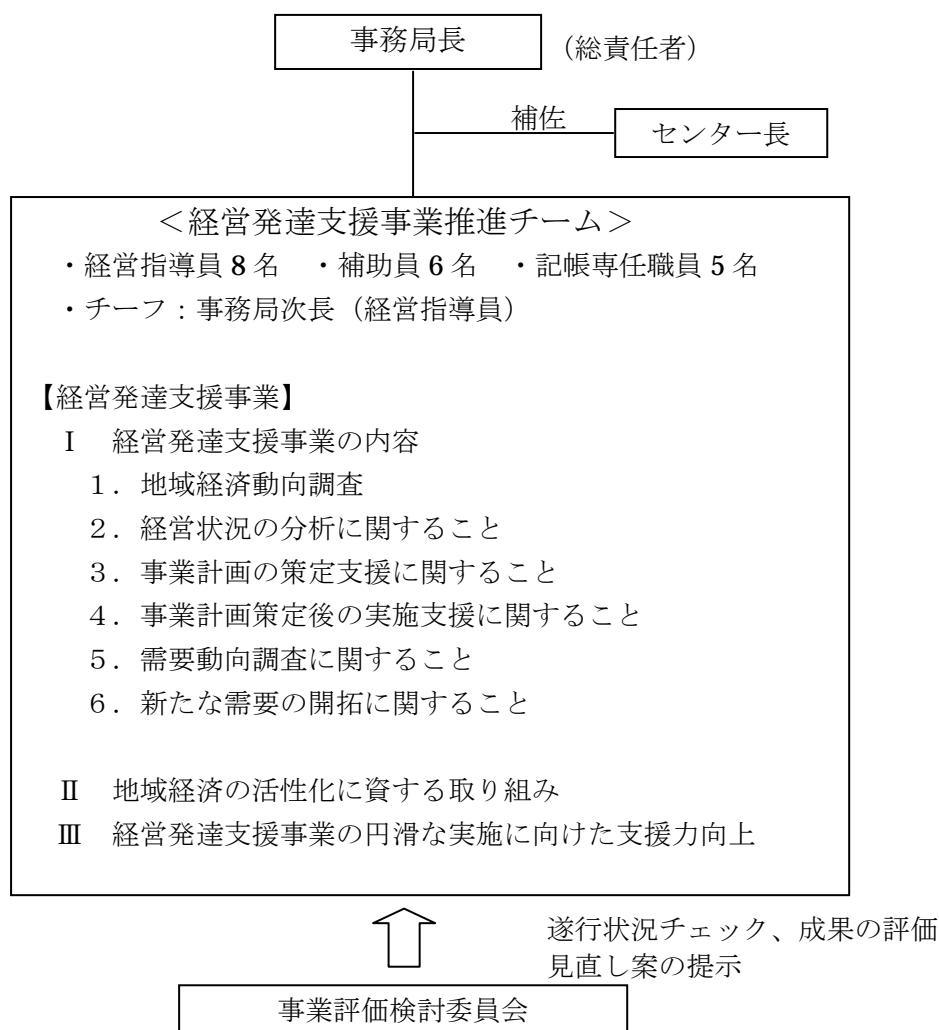 事務局長
(総責任者)
補佐
センター長
＜経営発達支援事業推進チーム＞
・経営指導員 8 名 ・補助員 6 名 ・記帳専任職員 5 名
・チーフ：事務局次長（経営指導員）
【経営発達支援事業】
Ⅰ 経営発達支援事業の内容
１．地域経済動向調査
２．経営状況の分析に関すること
３．事業計画の策定支援に関すること
４．事業計画策定後の実施支援に関すること
５．需要動向調査に関すること
６．新たな需要の開拓に関すること
Ⅱ 地域経済の活性化に資する取り組み
Ⅲ 経営発達支援事業の円滑な実施に向けた支援力向上
遂行状況チェック、成果の評価
見直し案の提示
事業評価検討委員会